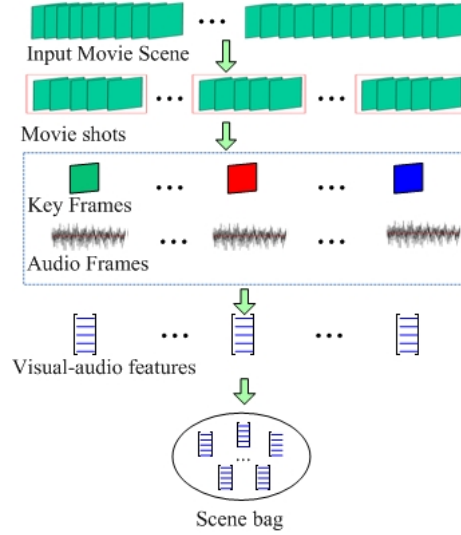 Input Movie Scene
Movie shots
Key Frames
Audio Frames
Visual-audio features
Scene bag